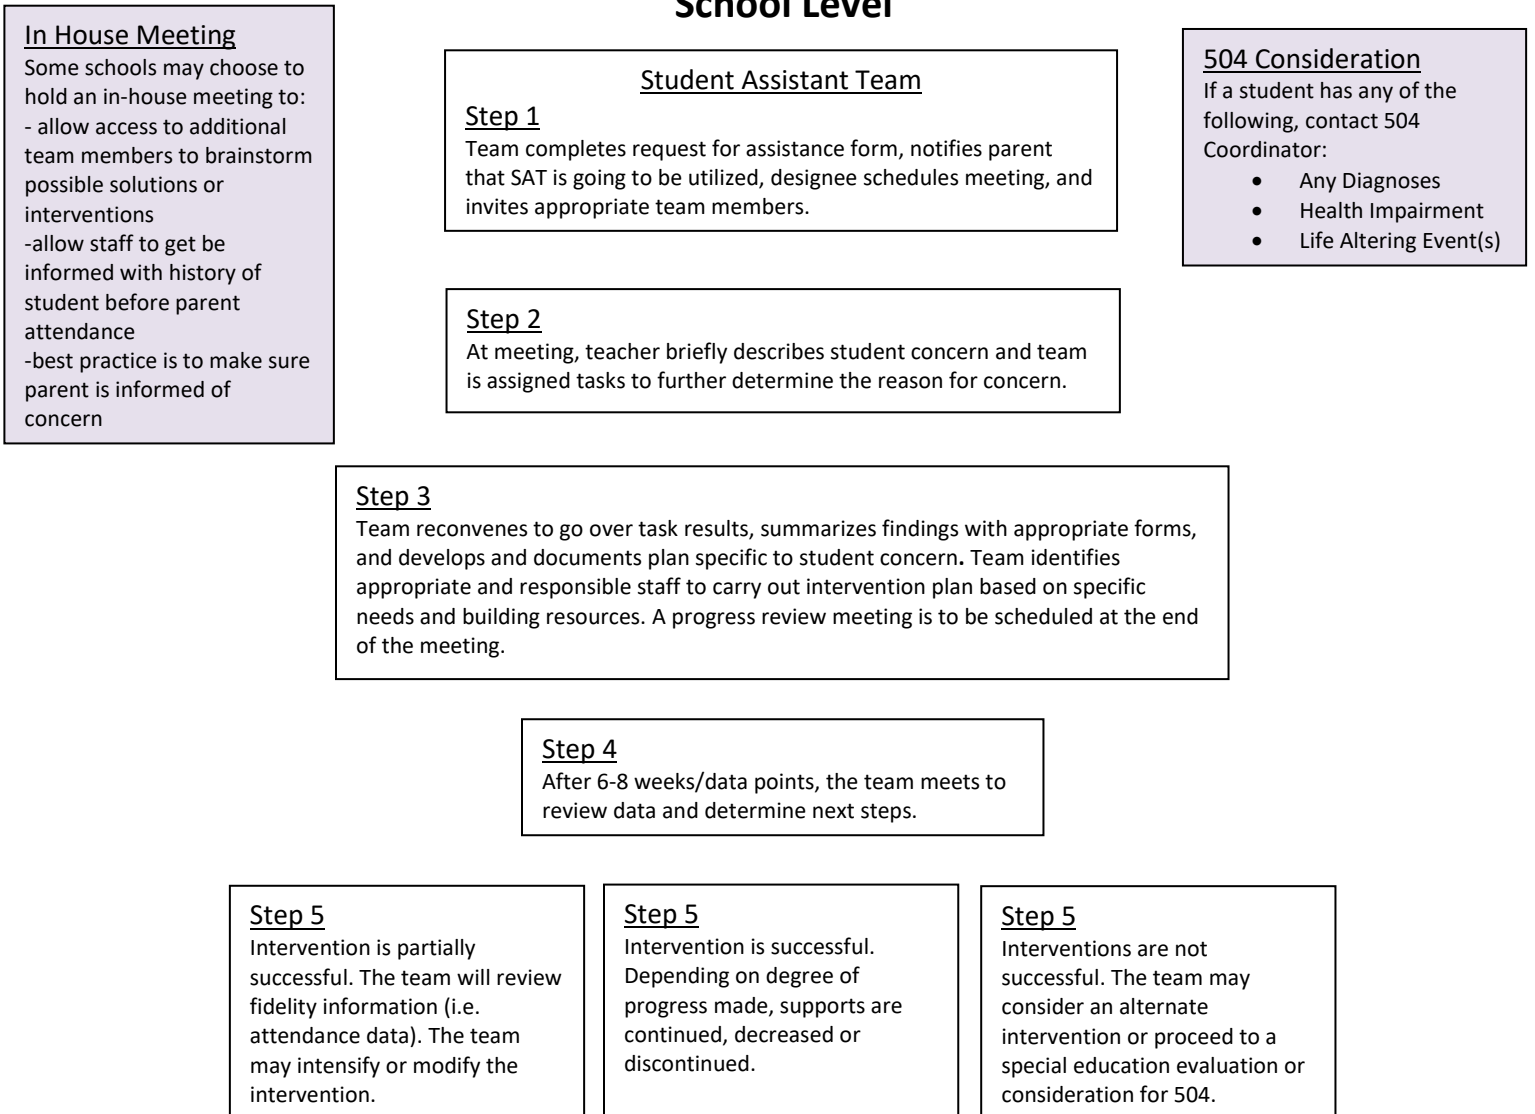 School Level
In House Meeting
Some schools may choose to
hold an in-house meeting to:
- allow access to additional
team members to brainstorm
possible solutions or
interventions
-allow staff to get be
informed with history of
student before parent
attendance
-best practice is to make sure
parent is informed of
concern
Student Assistant Team
Step 1
Team completes request for assistance form, notifies parent
that SAT is going to be utilized, designee schedules meeting, and
invites appropriate team members.
504 Consideration
If a student has any of the
following, contact 504
Coordinator:
• Any Diagnoses
• Health Impairment
• Life Altering Event(s)
Step 2
At meeting, teacher briefly describes student concern and team
is assigned tasks to further determine the reason for concern.
Step 3
Team reconvenes to go over task results, summarizes findings with appropriate forms,
and develops and documents plan specific to student concern. Team identifies
appropriate and responsible staff to carry out intervention plan based on specific
needs and building resources. A progress review meeting is to be scheduled at the end
of the meeting.
Step 4
After 6-8 weeks/data points, the team meets to
review data and determine next steps.
Step 5
Intervention is partially
successful. The team will review
fidelity information (i.e.
attendance data). The team
may intensify or modify the
intervention.
Step 5
Intervention is successful.
Depending on degree of
progress made, supports are
continued, decreased or
discontinued.
Step 5
Interventions are not
successful. The team may
consider an alternate
intervention or proceed to a
special education evaluation or
consideration for 504.